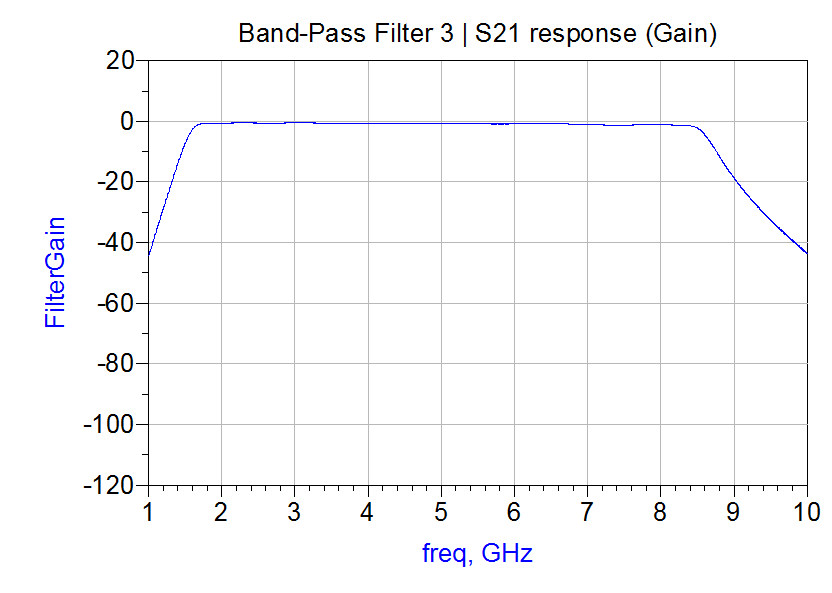 Band-Pass Filter 3 | S21 response (Gain)
20
0
-20
-40
-60
-80
-100
-120
FilterGain
1 2 3 4 5 6 7 8 9 10
freq, GHz